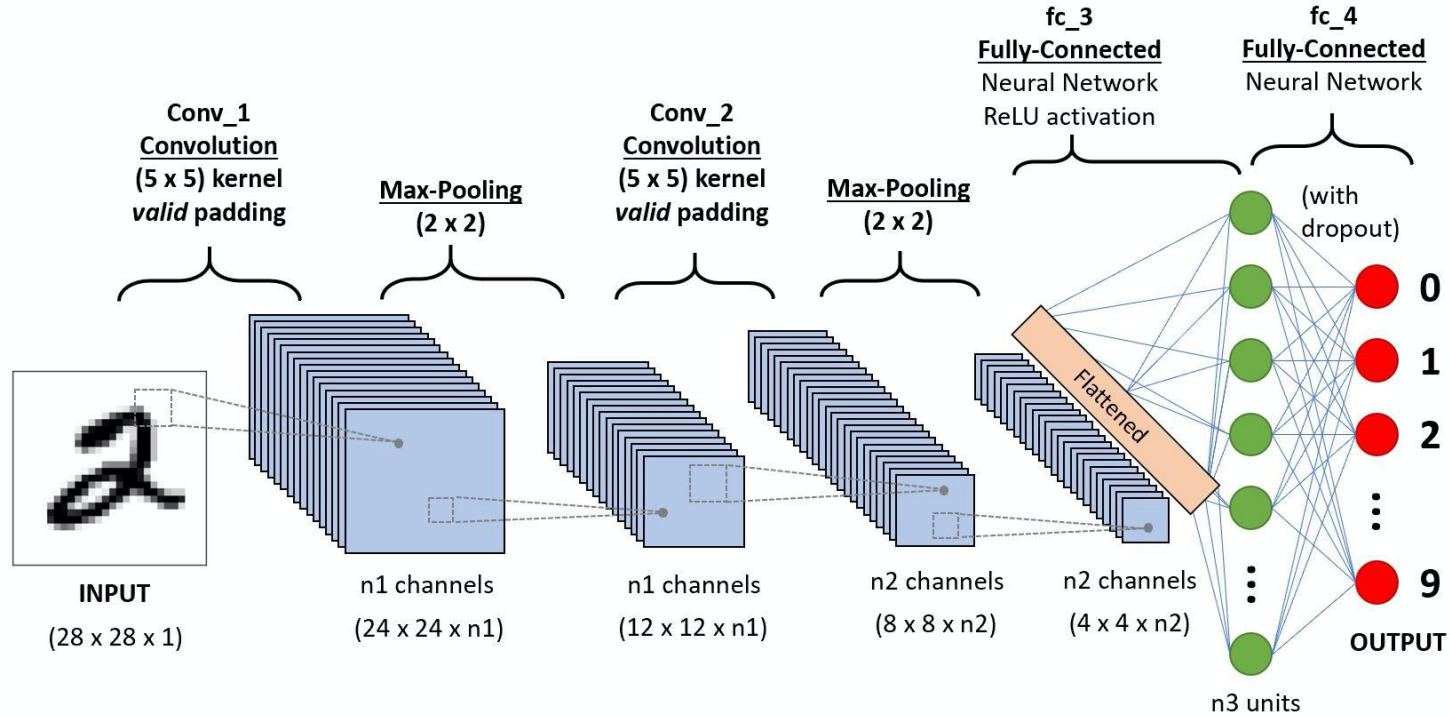 Conv_1
Convolution
(5 x 5) kernel
valid padding
Max-Pooling
(2 x 2)
Conv_2
Convolution
(5 x 5) kernel
valid padding
Max-Pooling
(2 x 2)
fc_3
Fully-Connected
Neural Network
ReLU activation
fc_4
Fully-Connected
Neural Network
(with
dropout)
Flattened
2
0
1
2
9
OUTPUT
INPUT
(28 x 28 x 1)
n1 channels
(24 x 24 x n1)
n1 channels
(12 x 12 x n1)
n2 channels
(8 x 8 x n2)
n2 channels
(4 x 4 x n2)
n3 units